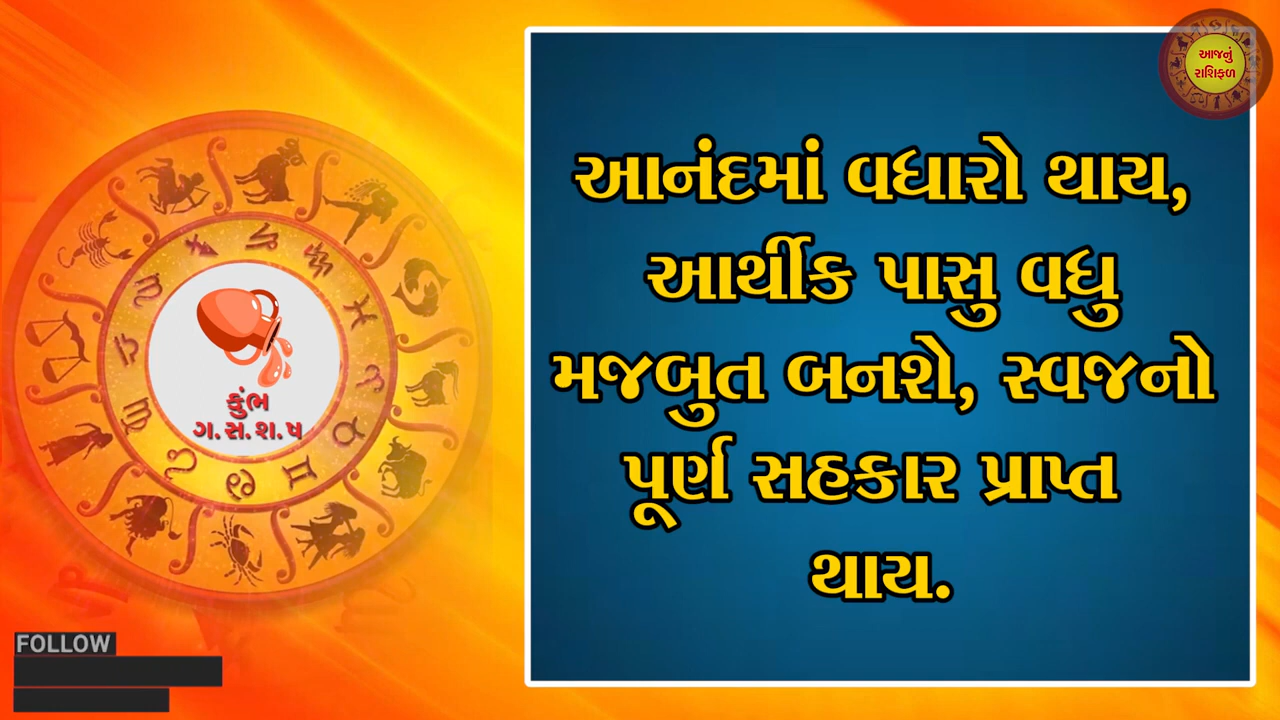 આજનું
રાશિફળ
આનંદમાં વધારો થાય,
આર્થીક પાસુ વધુ
મજબુત બનશે, સ્વજનો
પૂર્ણ સહકાર પ્રાપ્ત
થાય.
કુંભ
ગ.સ.શ.ષ
FOLLOW